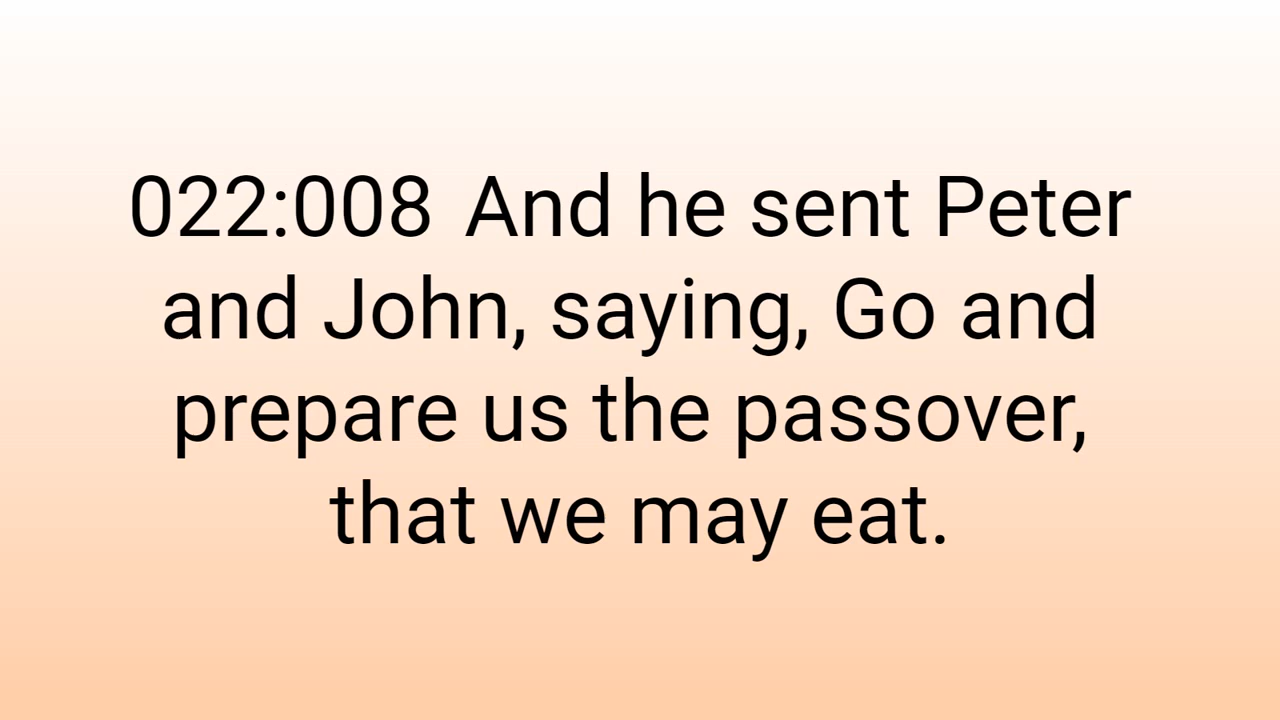 022:008 And he sent Peter
and John, saying, Go and
prepare us the passover,
that we may eat.